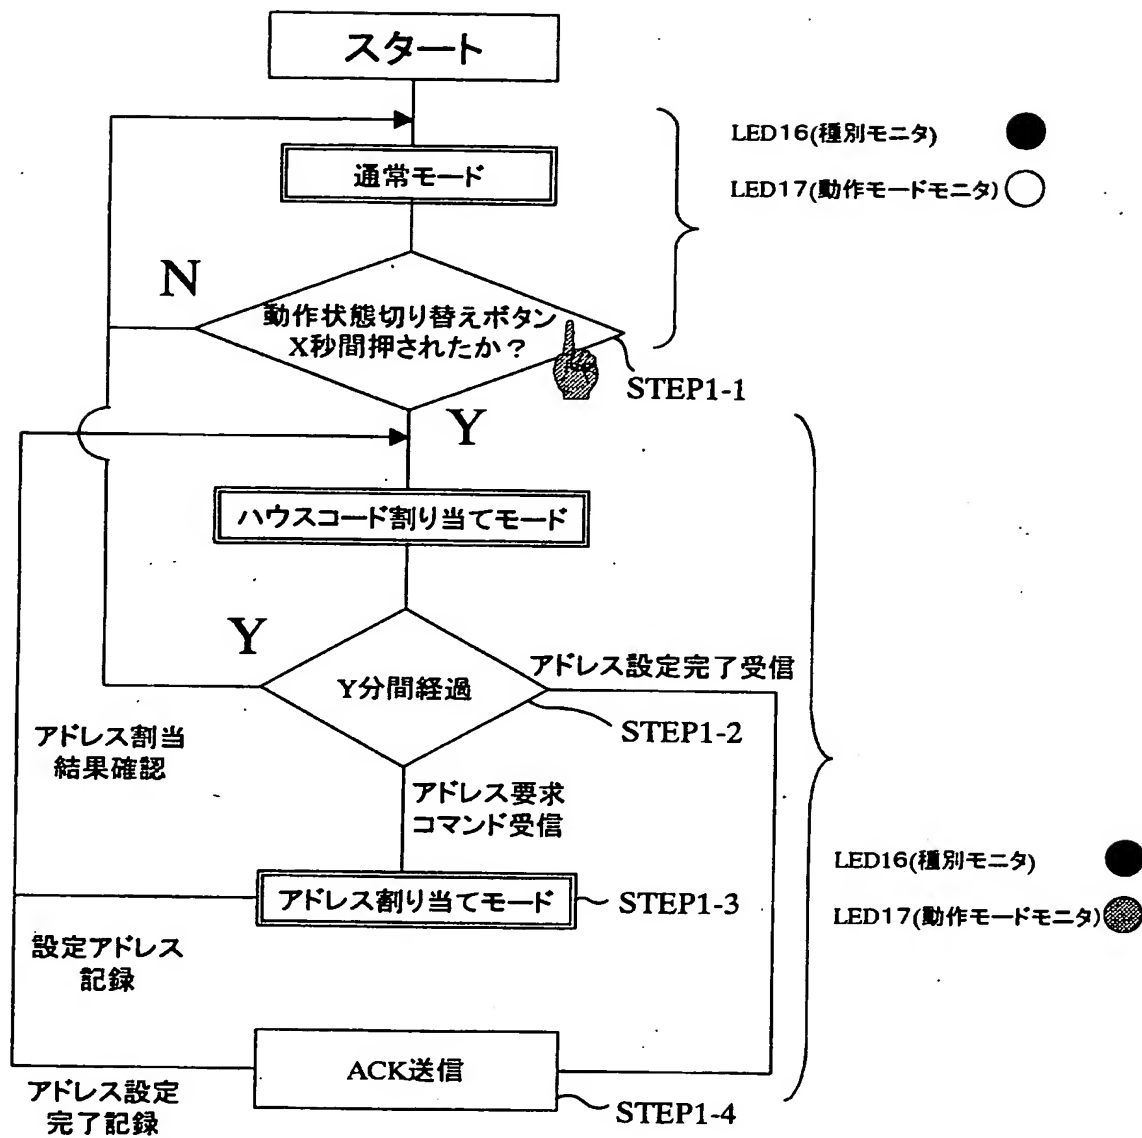 スタート
LED16(種別モニタ)
通常モード
LED17(動作モードモニタ)
N
動作状態切り替えボタン
X秒間押されたか?
STEP1-1
Y
ハウスコード割り当てモード
Y
アドレス設定完了受信
Y分間経過
STEP1-2
アドレス割当
結果確認
アドレス要求
コマンド受信
LED16(種別モニタ)
アドレス割り当てモード
STEP1-3
LED17(動作モードモニタ)
設定アドレス
記録
ACK送信
アドレス設定
完了記録
STEP1-4